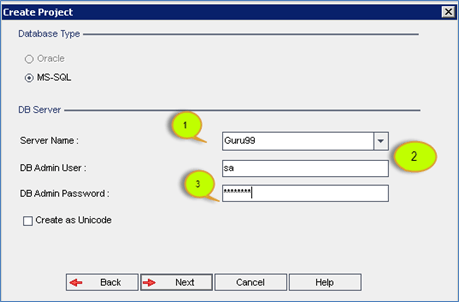 Create Project
Database Type
Oracle
MS-SQL
DB Server
1
Server Name : Guru99
2
DB Admin User : sa
3
DB Admin Password : ********
Create as Unicode
Back Next Cancel Help